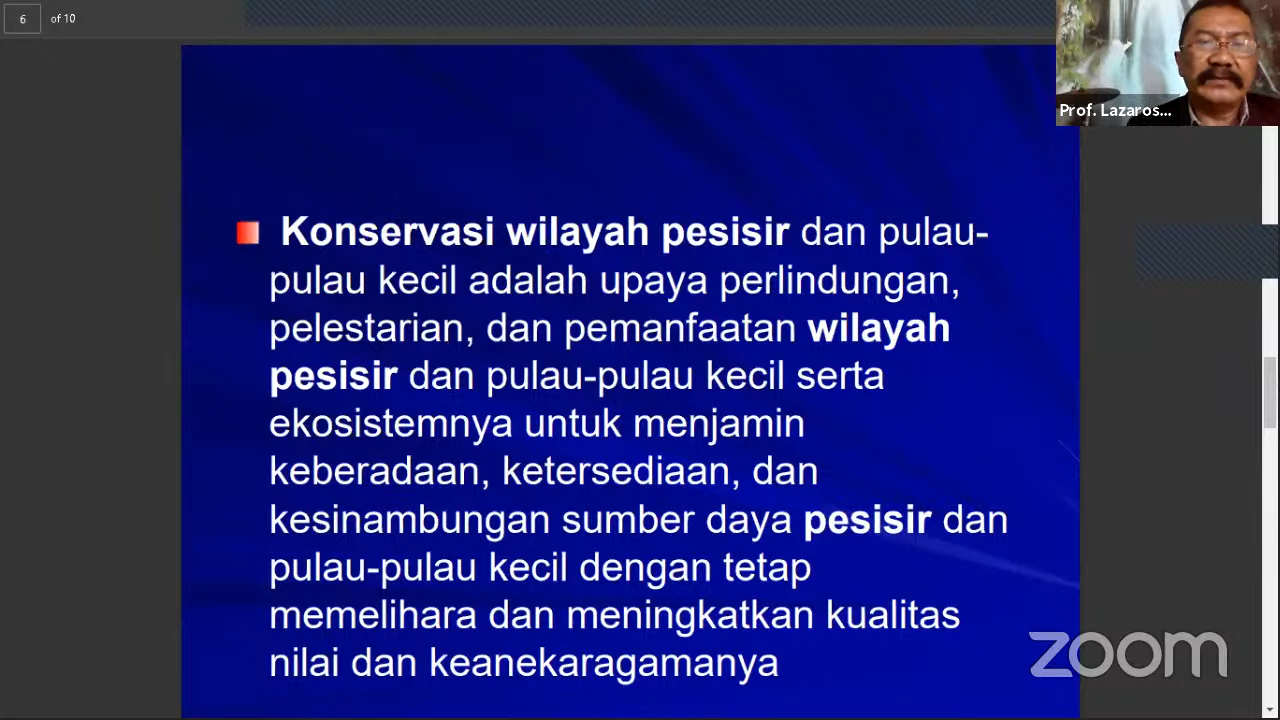 6 of 10
Prof. Lazaros...
Konservasi wilayah pesisir dan pulau-
pulau kecil adalah upaya perlindungan,
pelestarian, dan pemanfaatan wilayah
pesisir dan pulau-pulau kecil serta
ekosistemnya untuk menjamin
keberadaan, ketersediaan, dan
kesinambungan sumber daya pesisir dan
pulau-pulau kecil dengan tetap
memelihara dan meningkatkan kualitas
nilai dan keanekaragamanya
zoom